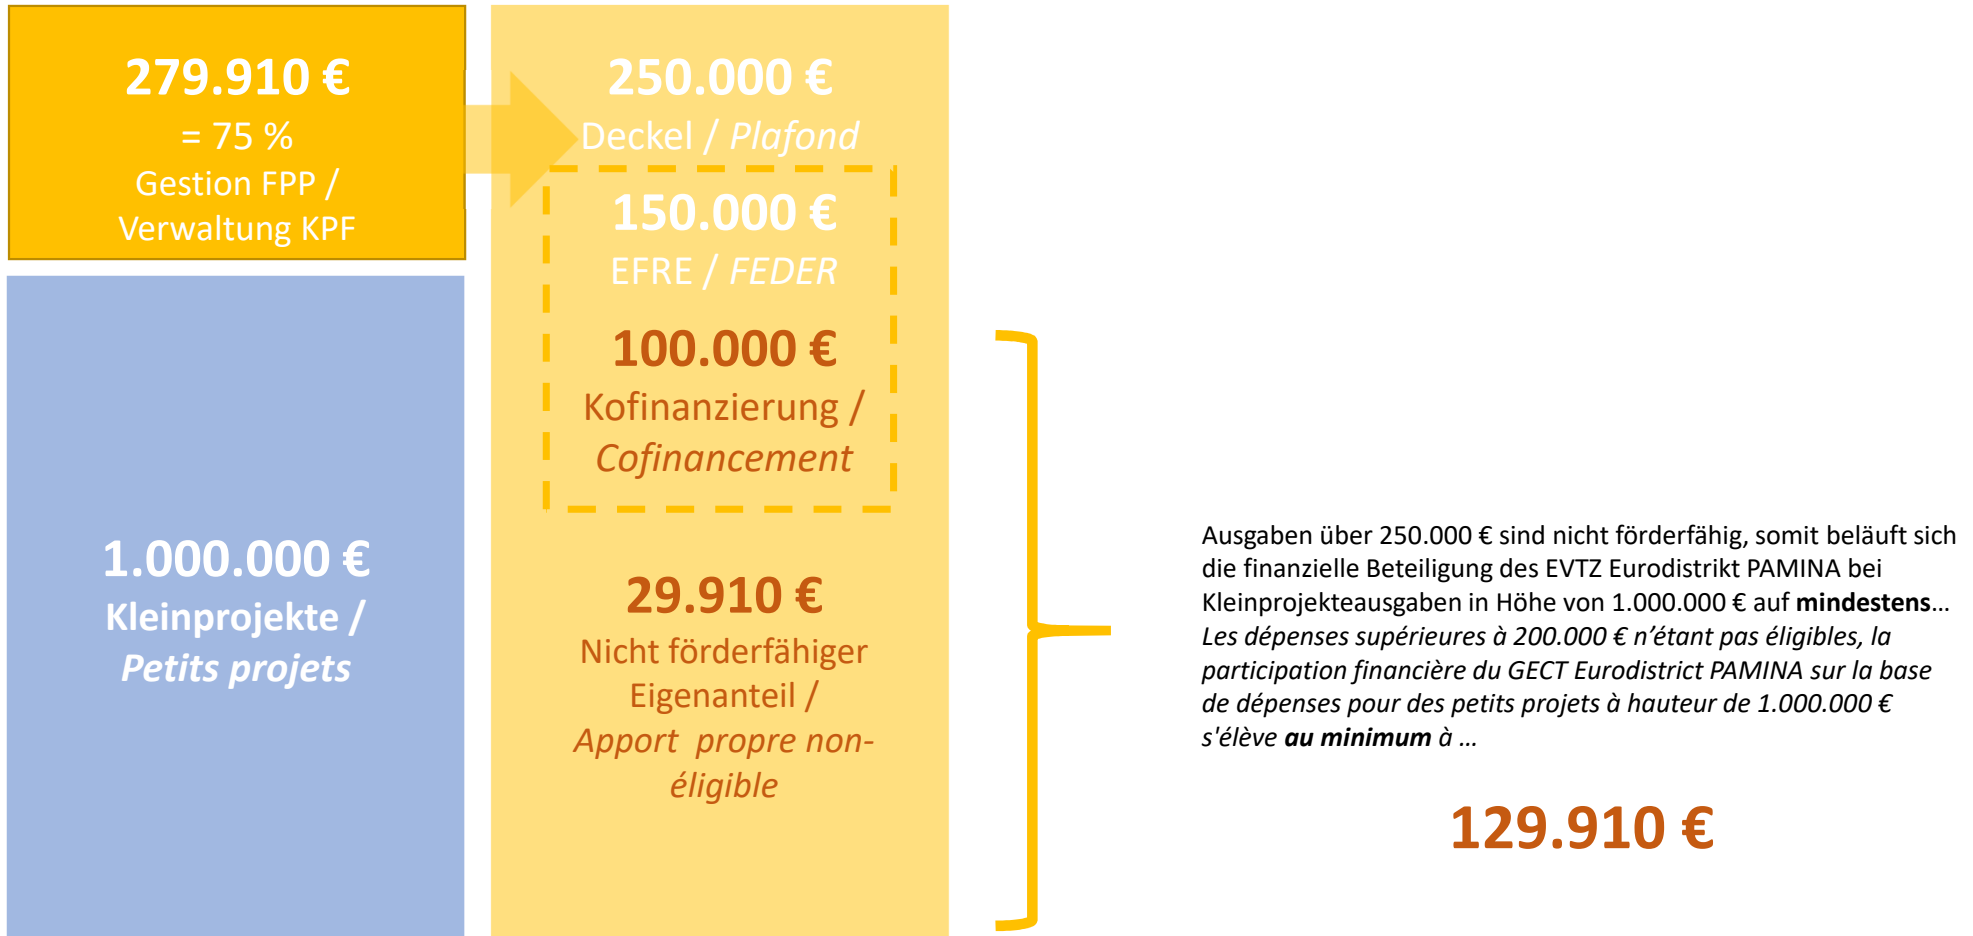 279.910 €
= 75 %
Gestion FPP /
Verwaltung KPF
1.000.000 €
Kleinprojekte /
Petits projets
250.000 €
Deckel / Plafond
150.000 €
EFRE / FEDER
100.000 €
Kofinanzierung /
Cofinancement
29.910 €
Nicht förderfähiger
Eigenanteil /
Apport propre non-
éligible
Ausgaben über 250.000 € sind nicht förderfähig, somit beläuft sich
die finanzielle Beteiligung des EVTZ Eurodistrikt PAMINA bei
Kleinprojekteausgaben in Höhe von 1.000.000 € auf mindestens...
Les dépenses supérieures à 200.000 € n'étant pas éligibles, la
participation financière du GECT Eurodistrict PAMINA sur la base
de dépenses pour des petits projets à hauteur de 1.000.000 €
s'élève au minimum à ...
129.910 €